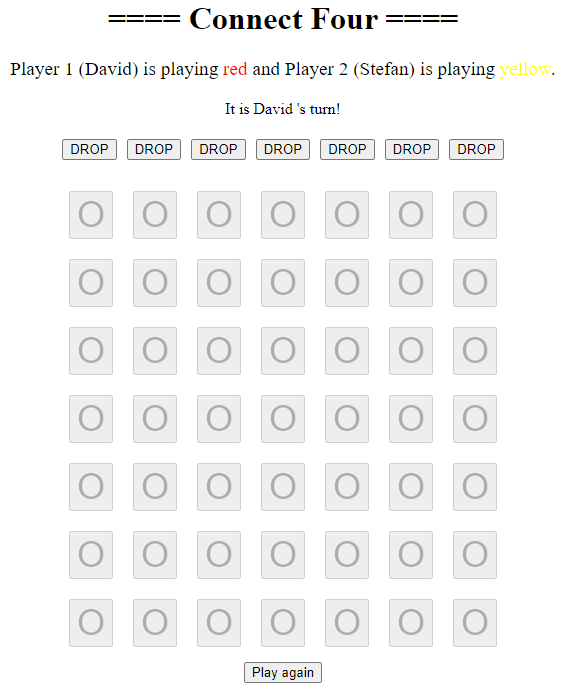 ==== Connect Four ====
Player 1 (David) is playing red and Player 2 (Stefan) is playing yellow.
It is David 's turn!
DROP DROP DROP DROP DROP DROP DROP
O O O O O O O
O O O O O O O
O O O O O O O
O O O O O O O
O O O O O O O
O O O O O O O
O O O O O O O
Play again